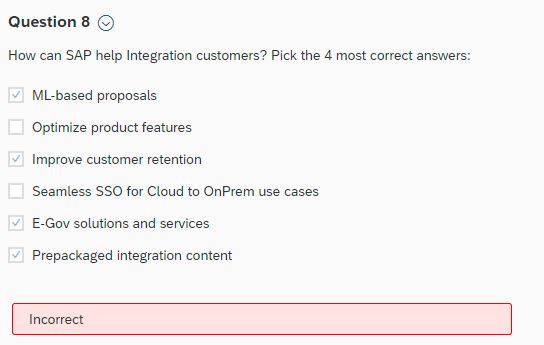 Question 8
How can SAP help Integration customers? Pick the 4 most correct answers:
ML-based proposals
Optimize product features
Improve customer retention
Seamless SSO for Cloud to OnPrem use cases
E-Gov solutions and services
Prepackaged integration content
Incorrect